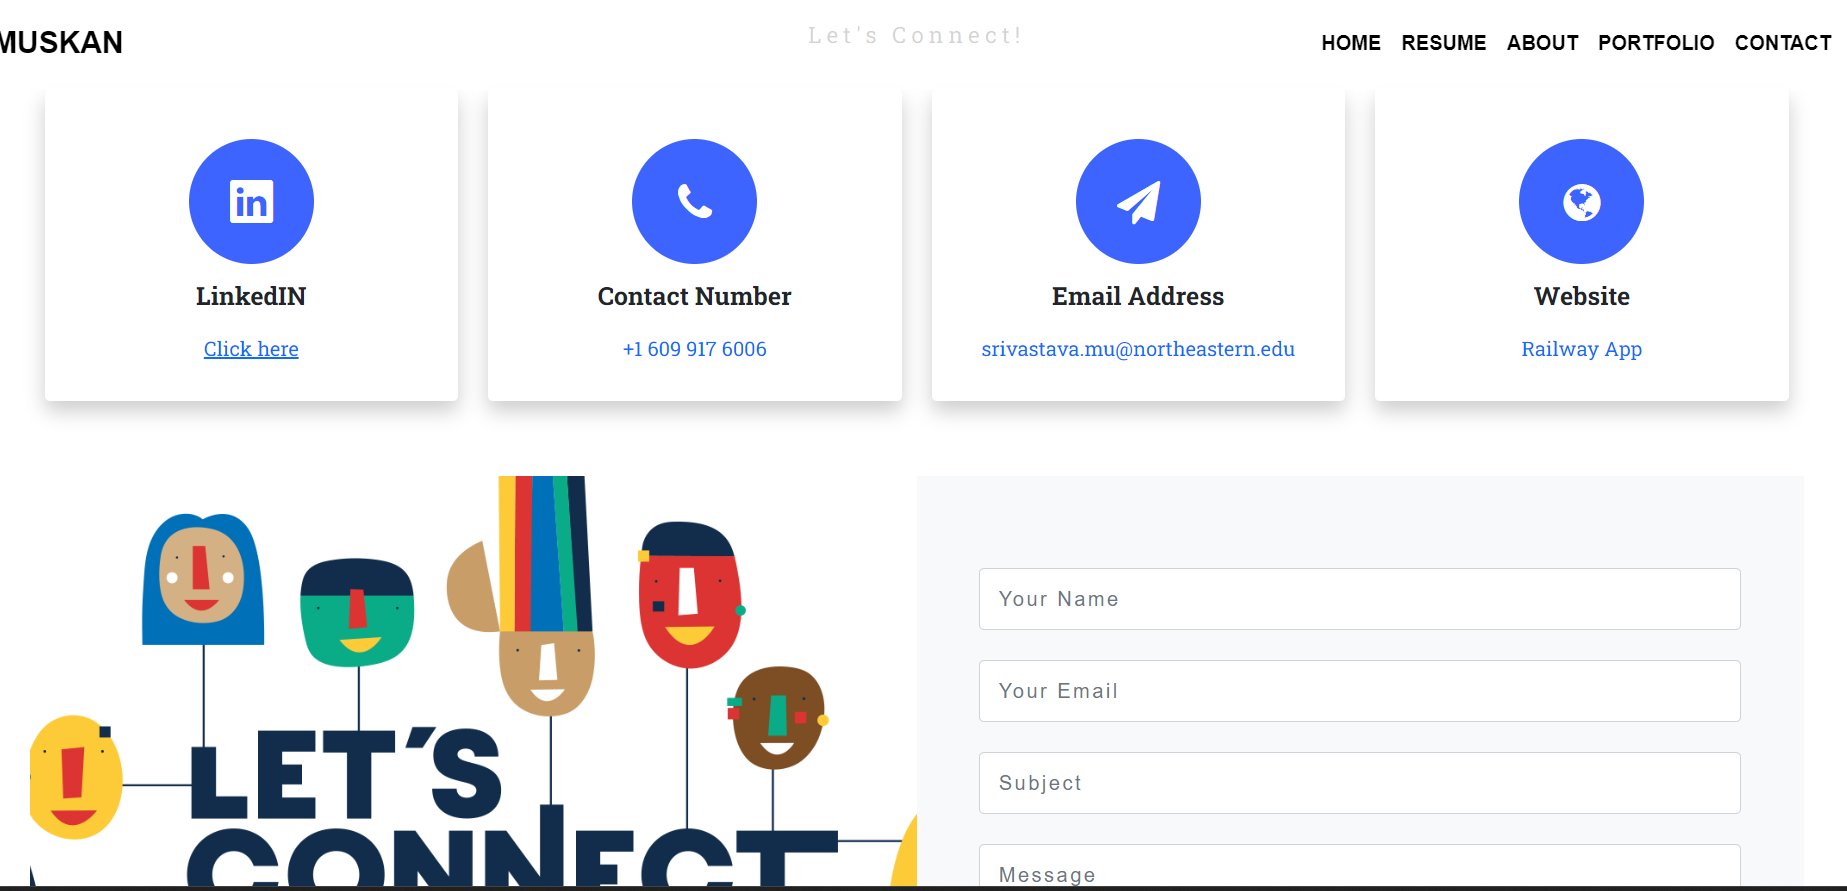 MUSKAN
Let's Connect!
HOME RESUME ABOUT PORTFOLIO CONTACT
LinkedIN
Click here
Contact Number
+1 609 917 6006
Email Address
srivastava.mu@northeastern.edu
Website
Railway App
LET'S
CONNECT
Your Name
Your Email
Subject
Message